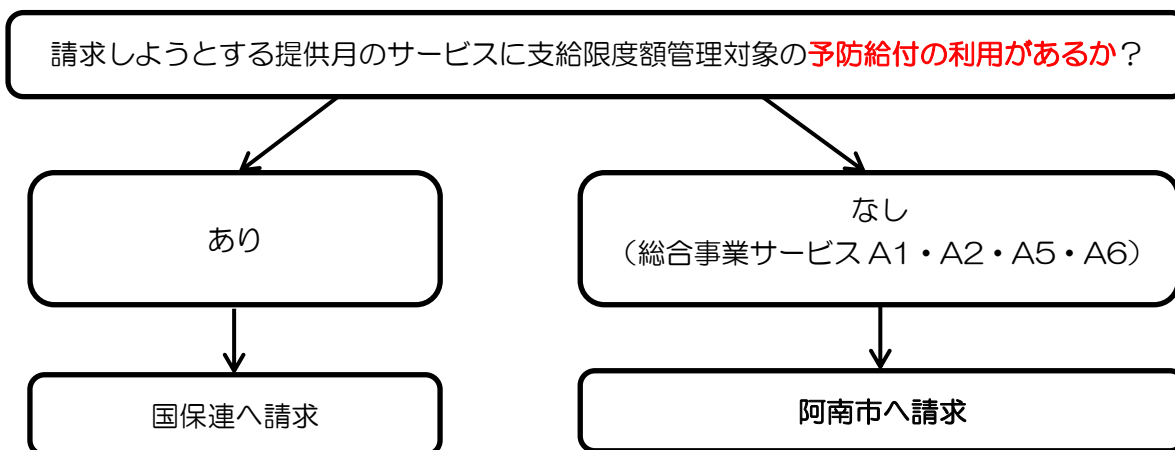 請求しようとする提供月のサービスに支給限度額管理対象の予防給付の利用があるか?
あり
なし
(総合事業サービス A1・A2・A5・A6)
国保連へ請求
阿南市へ請求